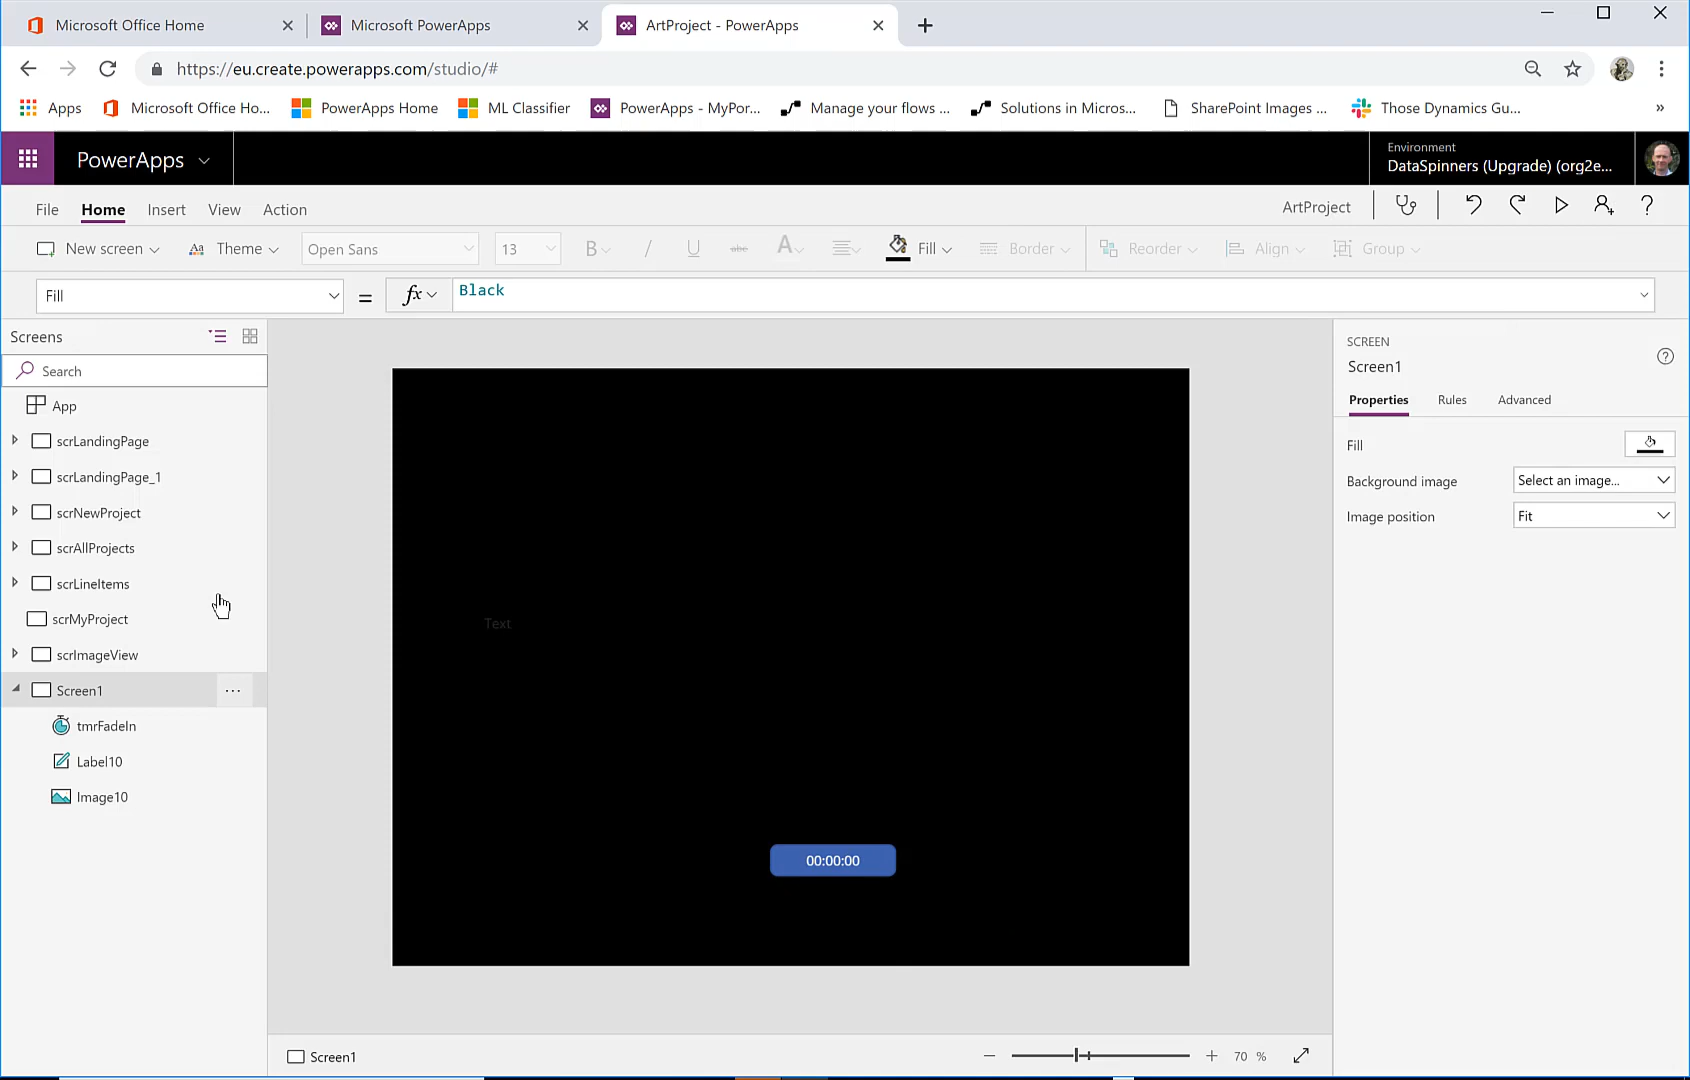 Microsoft Office Home
Microsoft PowerApps
ArtProject - PowerApps
https://eu.create.powerapps.com/studio/#
Apps
Microsoft Office Ho...
PowerApps Home
ML Classifier
PowerApps - MyPor...
Manage your flows ...
Solutions in Micros...
SharePoint Images ...
Those Dynamics Gu...
»
PowerApps
Environment
DataSpinners (Upgrade) (org2e...
File
Home
Insert
View
Action
ArtProject
?
New screen
Theme
Open Sans
13
B
/
U
abc
A
Fill
Border
Reorder
Align
Group
Fill
=
fx
Black
Screens
Search
App
scrLandingPage
scrLandingPage_1
scrNewProject
scrAllProjects
scrLineItems
scrMyProject
scrImageView
Screen1
...
tmrFadeIn
Label10
Image10
Text
00:00:00
SCREEN
Screen1
?
Properties
Rules
Advanced
Fill
Background image
Select an image...
Image position
Fit
Screen1
70 %